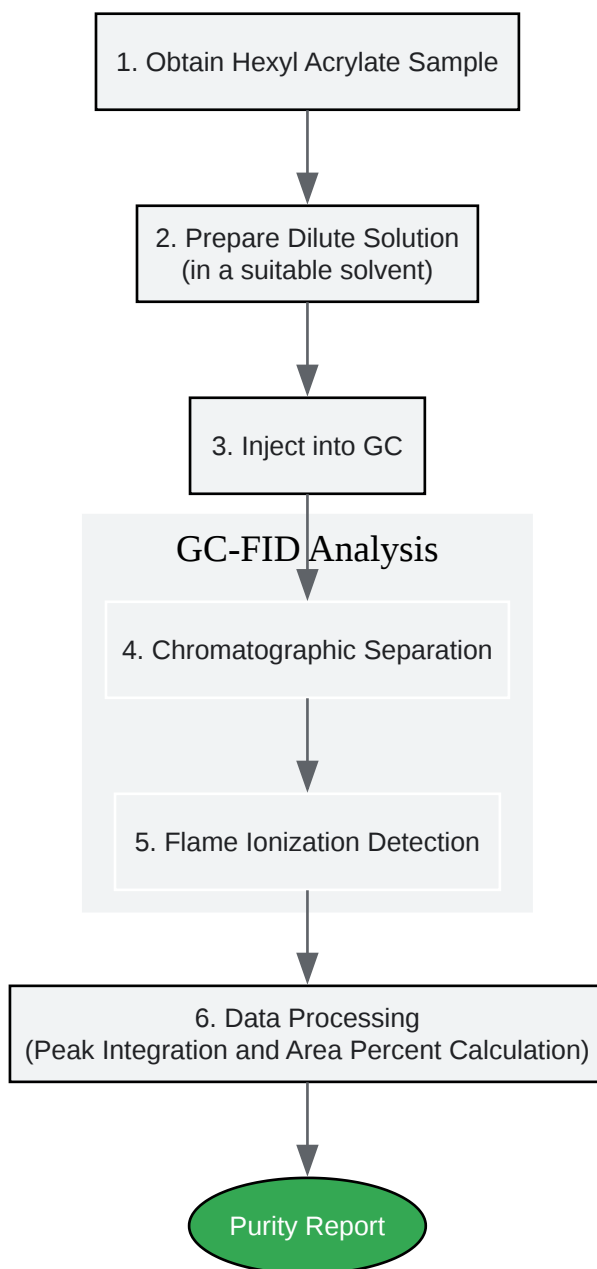 1. Obtain Hexyl Acrylate Sample
2. Prepare Dilute Solution
(in a suitable solvent)
3. Inject into GC
GC-FID Analysis
4. Chromatographic Separation
5. Flame Ionization Detection
6. Data Processing
(Peak Integration and Area Percent Calculation)
Purity Report